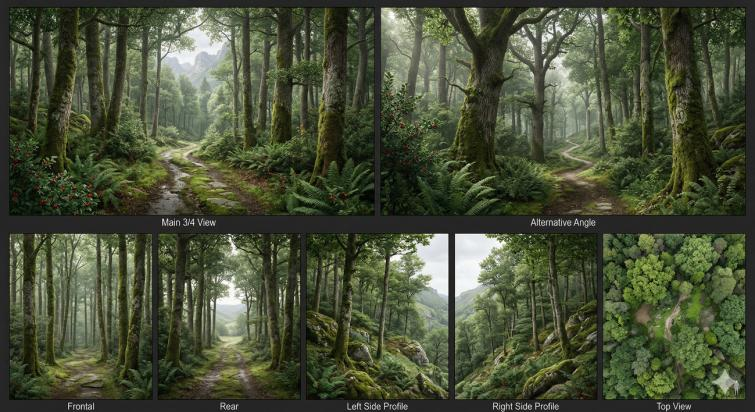 Main 3/4 View
Alternative Angle
Frontal
Rear
Left Side Profile
Right Side Profile
Top View